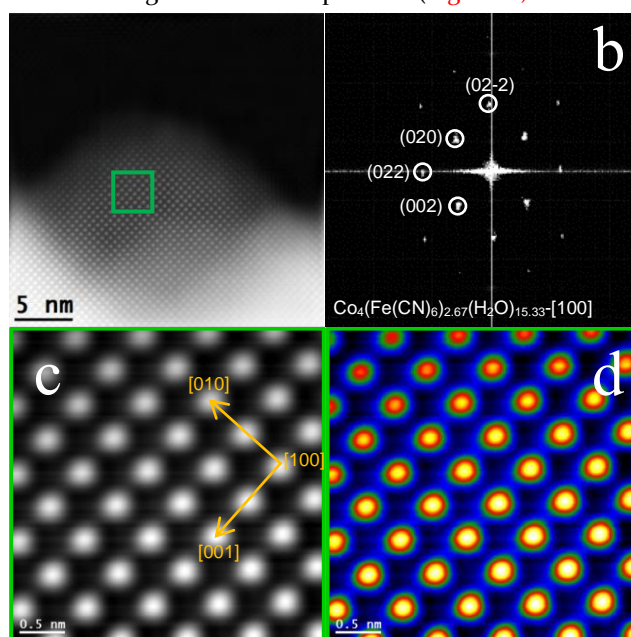 5 nm
b
(02-2)
(020)
(022)
(002)
Co₄(Fe(CN)₆)₂.₆₇(H₂O)₁₅.₃₃-[100]
c
[010]
[100]
[001]
0.5 nm
d
0.5 nm